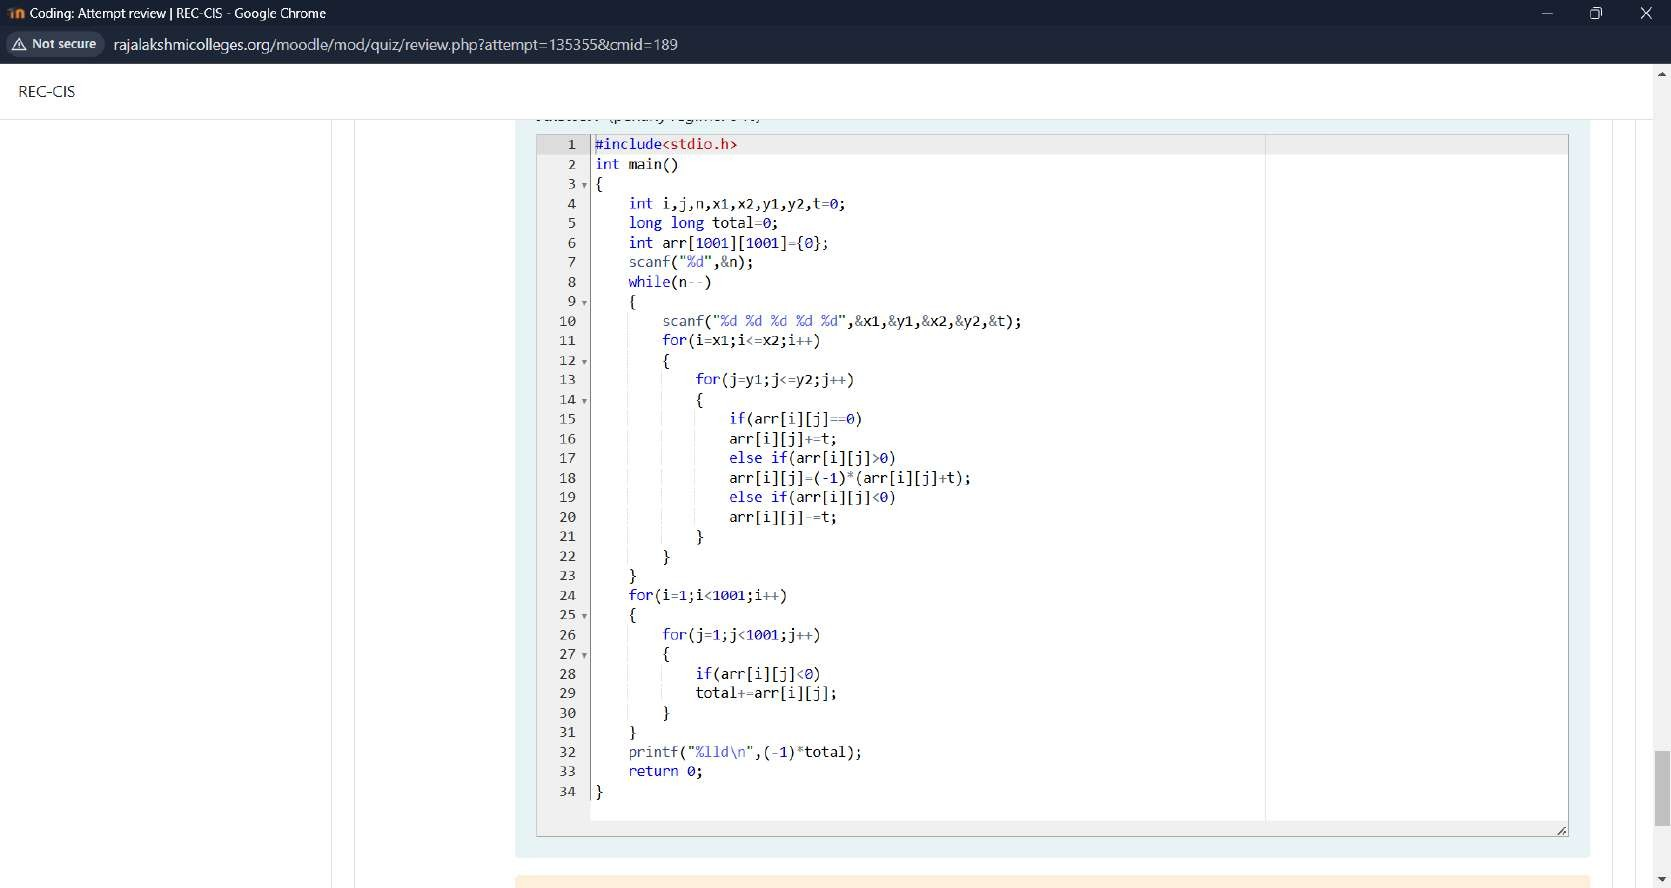 Coding: Attempt review | REC-CIS - Google Chrome
Not secure rajalakshmicolleges.org/moodle/mod/quiz/review.php?attempt=135355&cmid=189
REC-CIS
1 #include<stdio.h>
2 int main()
3 {
4 int i,j,n,x1,x2,y1,y2,t=0;
5 long long total=0;
6 int arr[1001][1001]={0};
7 scanf("%d",&n);
8 while(n--)
9 {
10 scanf("%d %d %d %d %d",&x1,&y1,&x2,&y2,&t);
11 for(i=x1;i<=x2;i++)
12 {
13 for(j=y1;j<=y2;j++)
14 {
15 if(arr[i][j]==0)
16 arr[i][j]+=t;
17 else if(arr[i][j]>0)
18 arr[i][j]=(-1)*(arr[i][j]+t);
19 else if(arr[i][j]<0)
20 arr[i][j]-=t;
21 }
22 }
23 }
24 for(i=1;i<1001;i++)
25 {
26 for(j=1;j<1001;j++)
27 {
28 if(arr[i][j]<0)
29 total+=arr[i][j];
30 }
31 }
32 printf("%lld\n",(-1)*total);
33 return 0;
34 }